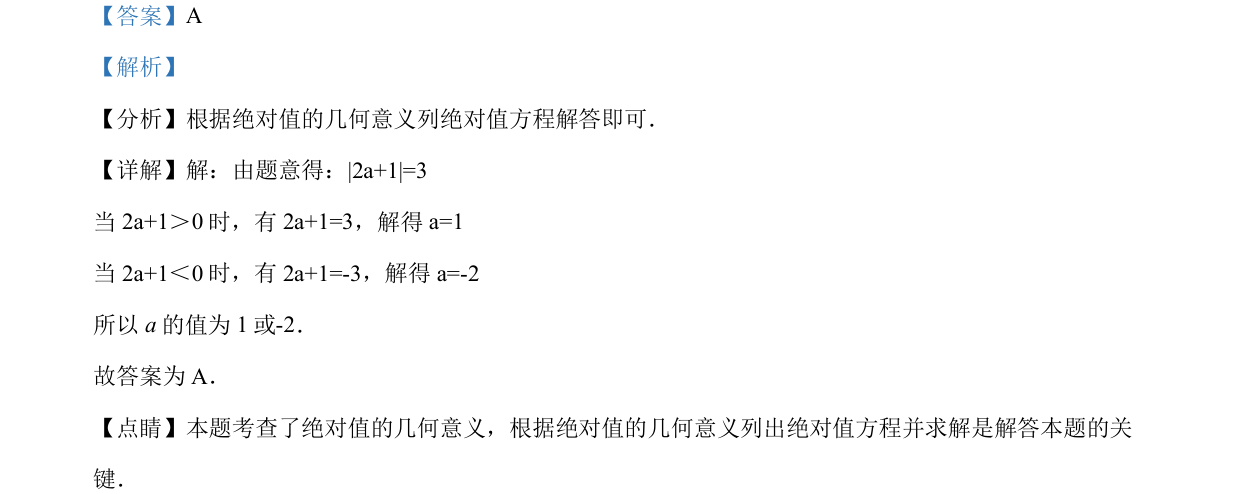 【答案】A
【解析】
【分析】根据绝对值的几何意义列绝对值方程解答即可．
【详解】解：由题意得：|2a+1|=3
当 2a+1＞0 时，有 2a+1=3，解得 a=1
当 2a+1＜0 时，有 2a+1=-3，解得 a=-2
所以 a 的值为 1 或-2．
故答案为 A．
【点睛】本题考查了绝对值的几何意义，根据绝对值的几何意义列出绝对值方程并求解是解答本题的关
键．